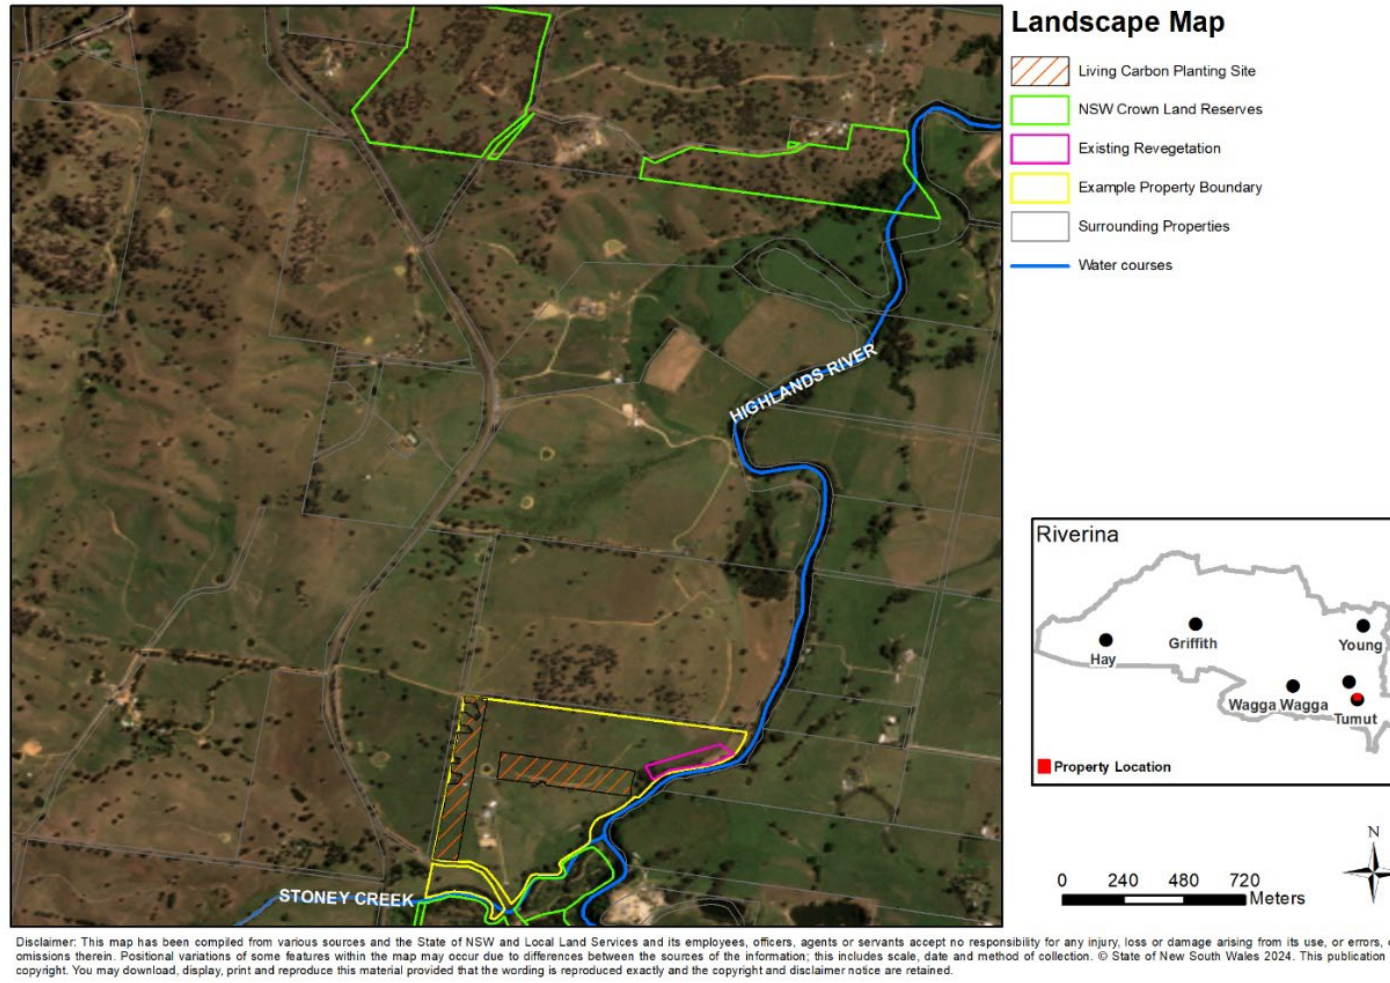 Landscape Map
Living Carbon Planting Site
NSW Crown Land Reserves
Existing Revegetation
Example Property Boundary
Surrounding Properties
Water courses
HIGHLANDS RIVER
STONEY CREEK
Riverina
Hay
Griffith
Young
Wagga Wagga
Tumut
Property Location
N
0 240 480 720
Meters
Disclaimer: This map has been compiled from various sources and the State of NSW and Local Land Services and its employees, officers, agents or servants accept no responsibility for any injury, loss or damage arising from its use, or errors,
omissions therein. Positional variations of some features within the map may occur due to differences between the sources of the information; this includes scale, date and method of collection. © State of New South Wales 2024. This publication
copyright. You may download, display, print and reproduce this material provided that the wording is reproduced exactly and the copyright and disclaimer notice are retained.